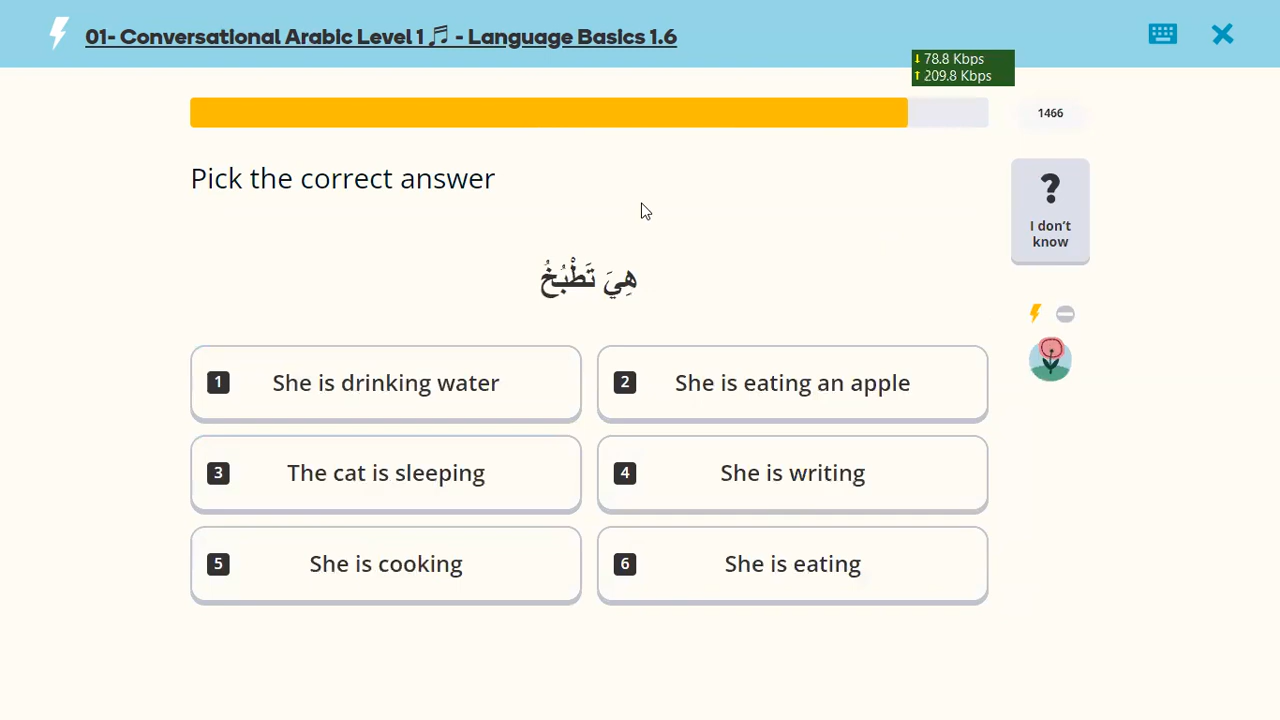 01- Conversational Arabic Level 1 🎵 - Language Basics 1.6
↓ 78.8 Kbps
↑ 209.8 Kbps
1466
Pick the correct answer
?
I don't
know
هِيَ تَطْبُخُ
1 She is drinking water
2 She is eating an apple
3 The cat is sleeping
4 She is writing
5 She is cooking
6 She is eating